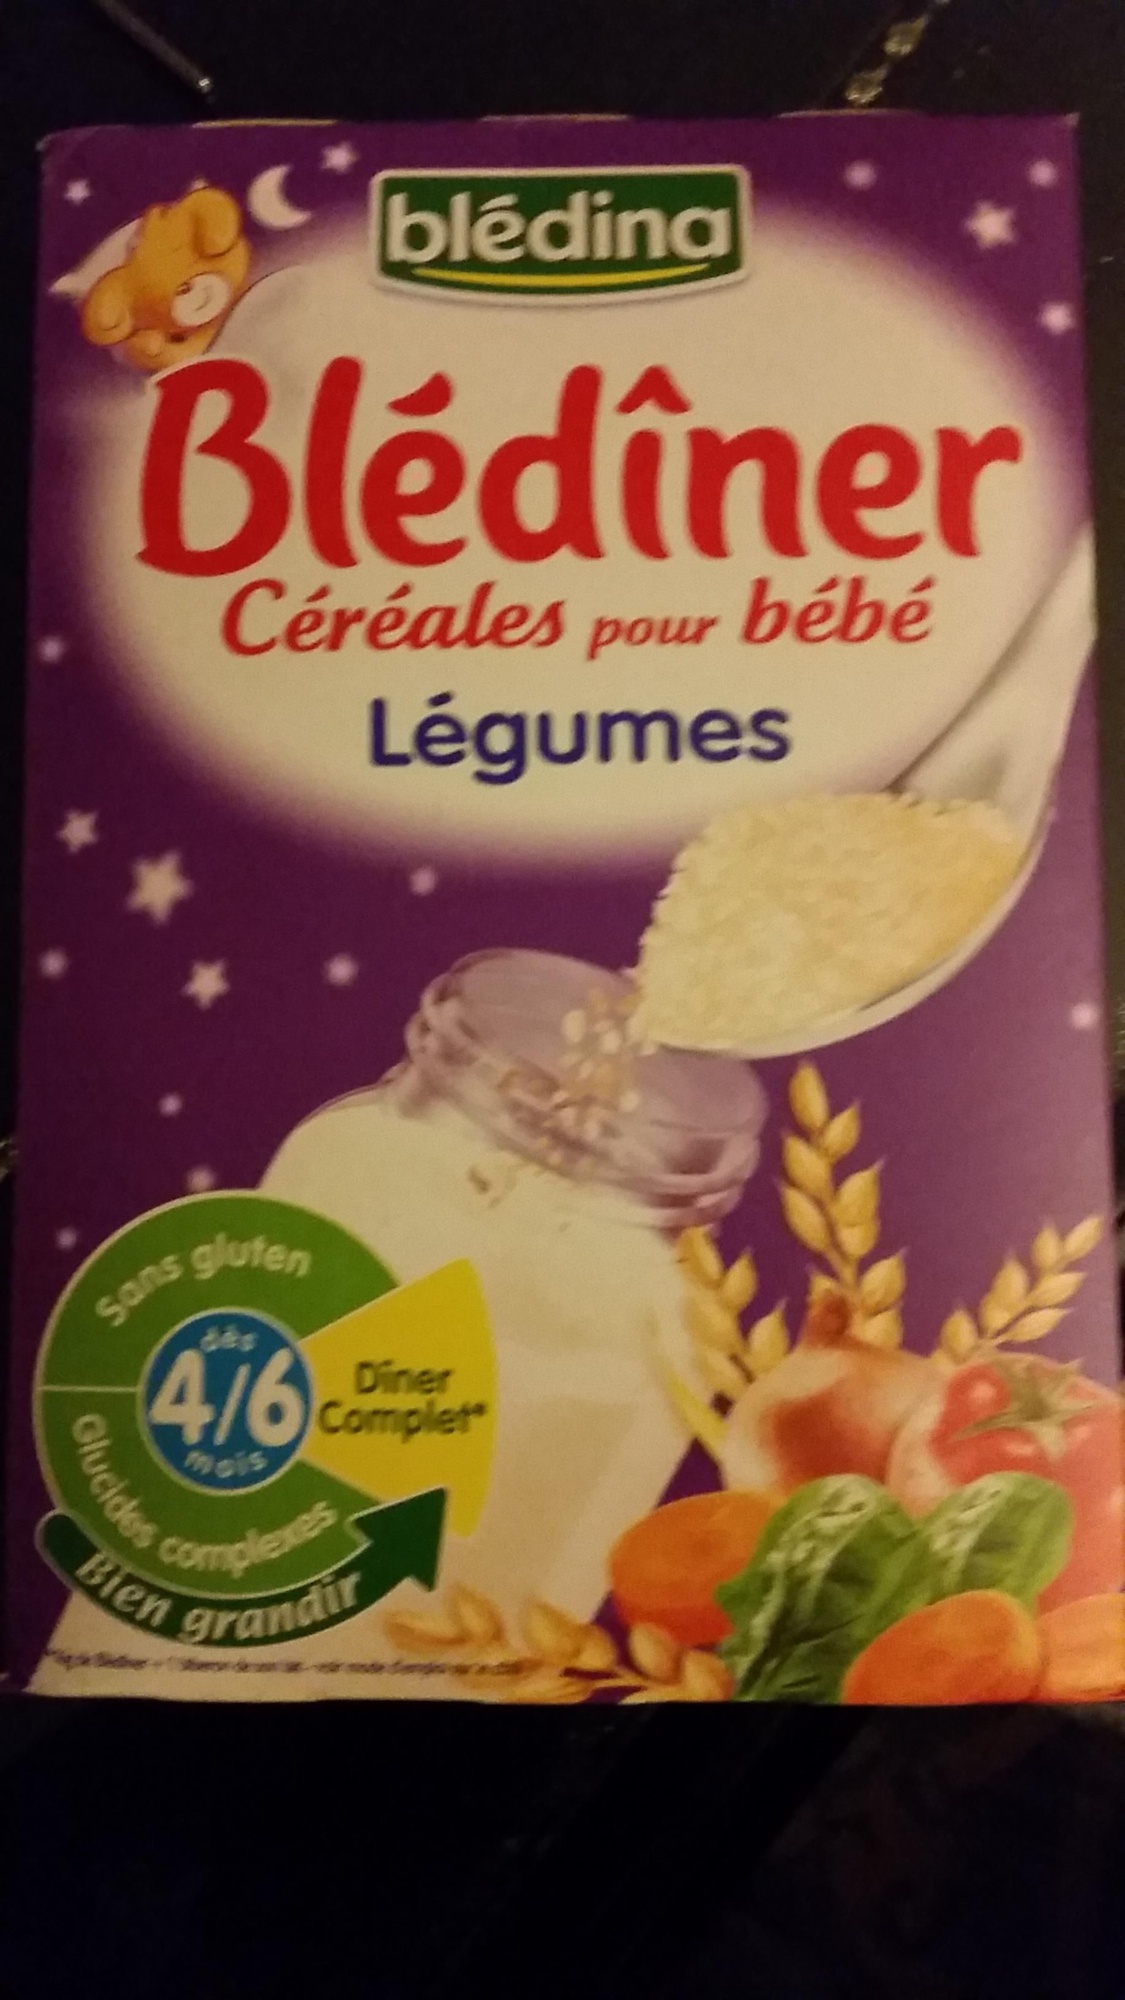 blédina
Blédîner
Céréales pour bébé
Légumes
Sans gluten
dès
4/6
mois
Dîner
Complet*
Glucides complexes
Bien grandir